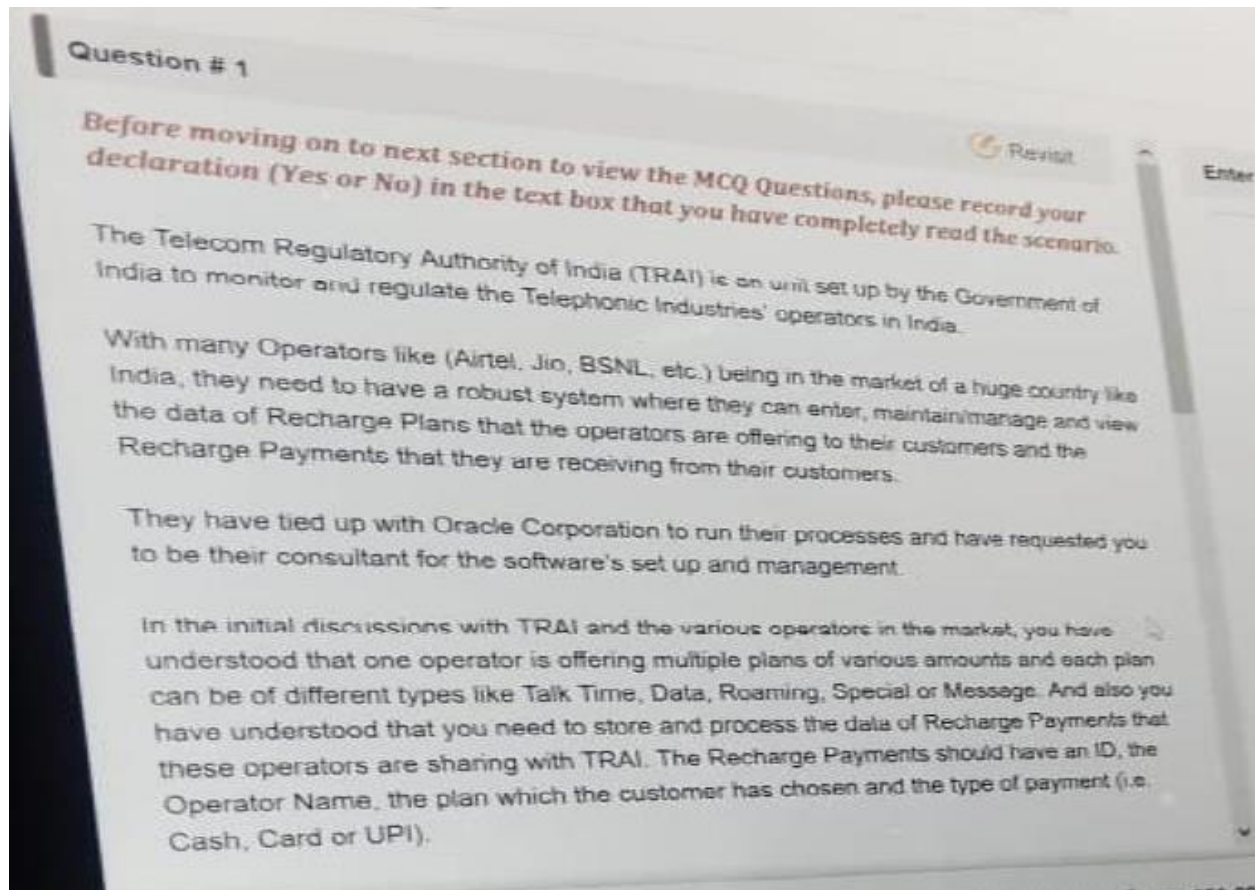 Question # 1
Revisit
Enter
Before moving on to next section to view the MCQ Questions, please record your
declaration (Yes or No) in the text box that you have completely read the scenario.
The Telecom Regulatory Authority of India (TRAI) is an unit set up by the Government of
India to monitor and regulate the Telephonic Industries' operators in India.
With many Operators like (Airtel, Jio, BSNL, etc.) being in the market of a huge country like
India, they need to have a robust system where they can enter, maintain/manage and view
the data of Recharge Plans that the operators are offering to their customers and the
Recharge Payments that they are receiving from their customers.
They have tied up with Oracle Corporation to run their processes and have requested you
to be their consultant for the software's set up and management.
In the initial discussions with TRAI and the various operators in the market, you have
understood that one operator is offering multiple plans of various amounts and each plan
can be of different types like Talk Time, Data, Roaming, Special or Message. And also you
have understood that you need to store and process the data of Recharge Payments that
these operators are sharing with TRAI. The Recharge Payments should have an ID, the
Operator Name, the plan which the customer has chosen and the type of payment (i.e.
Cash, Card or UPI).